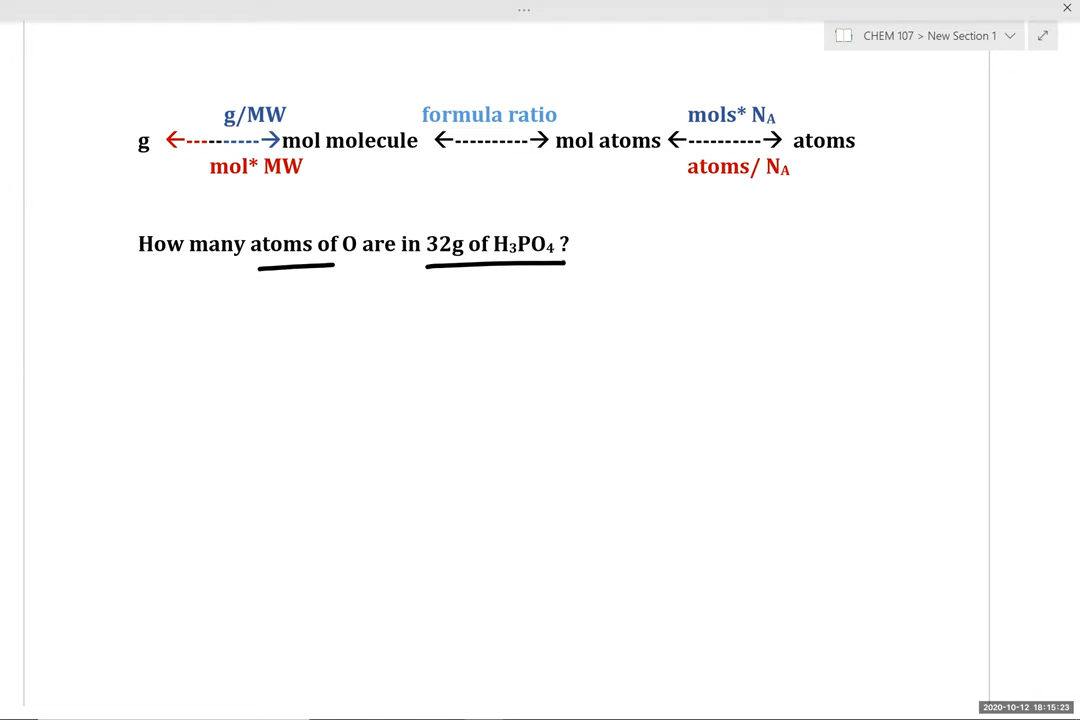 CHEM 107 > New Section 1
g/MW formula ratio mols* NA
g ←-----------→mol molecule ←----------→ mol atoms ←----------→ atoms
mol* MW atoms/ NA
How many atoms of O are in 32g of H₃PO₄ ?
2020-10-12 18:15:23